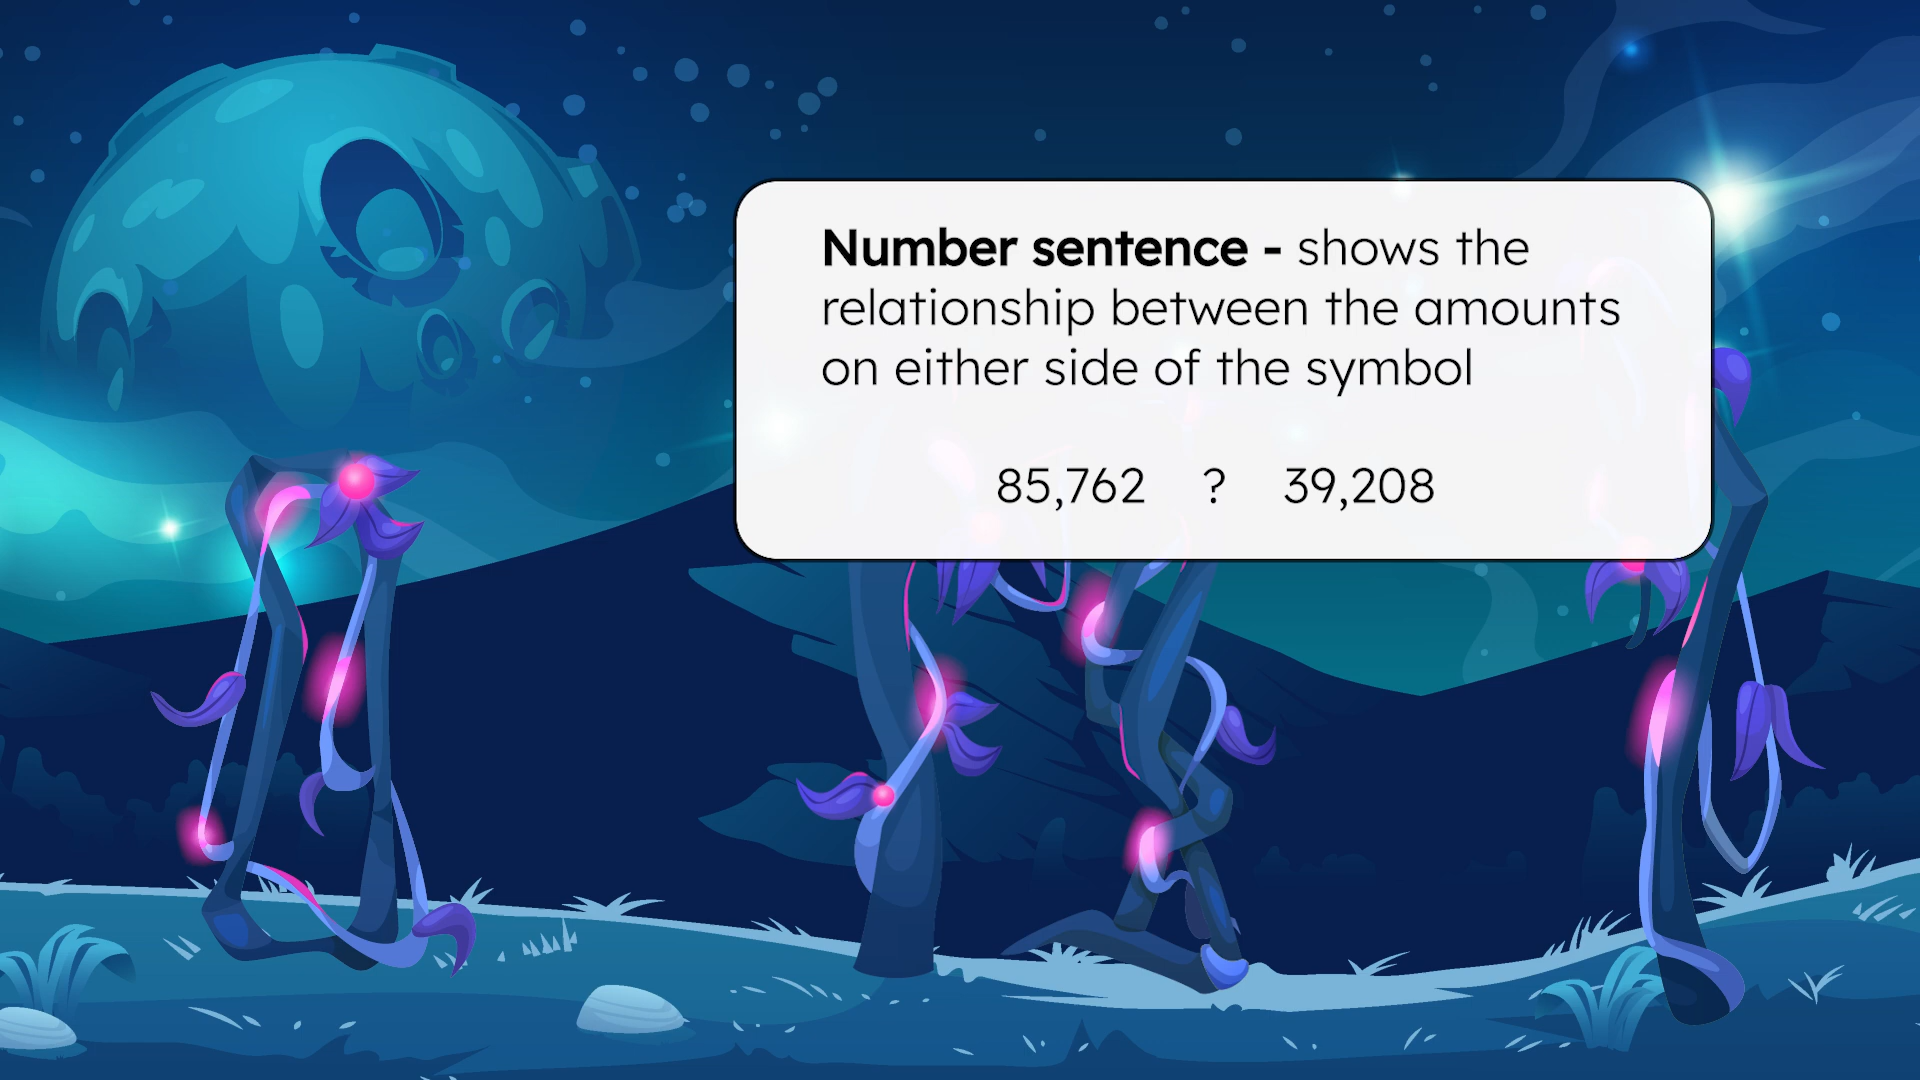 Number sentence - shows the
relationship between the amounts
on either side of the symbol
85,762 ? 39,208